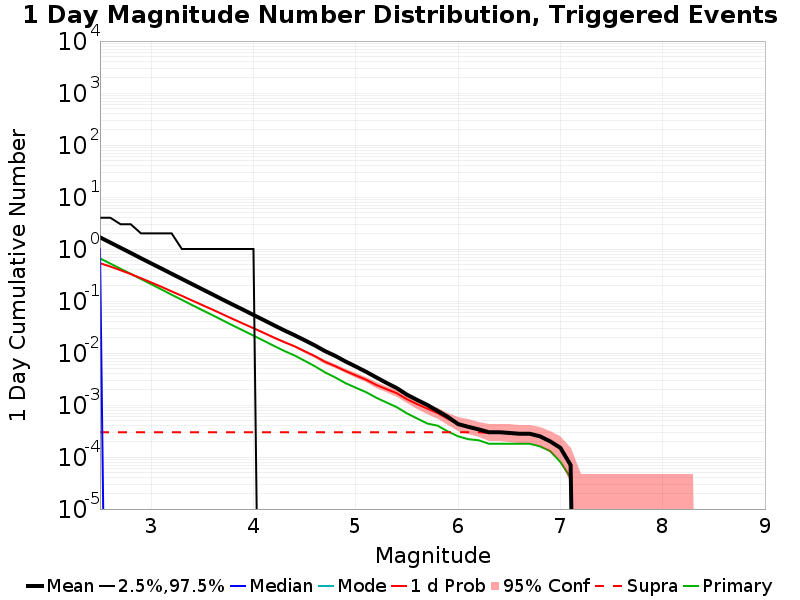 1 Day Magnitude Number Distribution, Triggered Events
10^4
10^3
10^2
10^1
10^0
10^-1
10^-2
10^-3
10^-4
10^-5
1 Day Cumulative Number
3 4 5 6 7 8 9
Magnitude
Mean 2.5%,97.5% Median Mode 1 d Prob 95% Conf Supra Primary